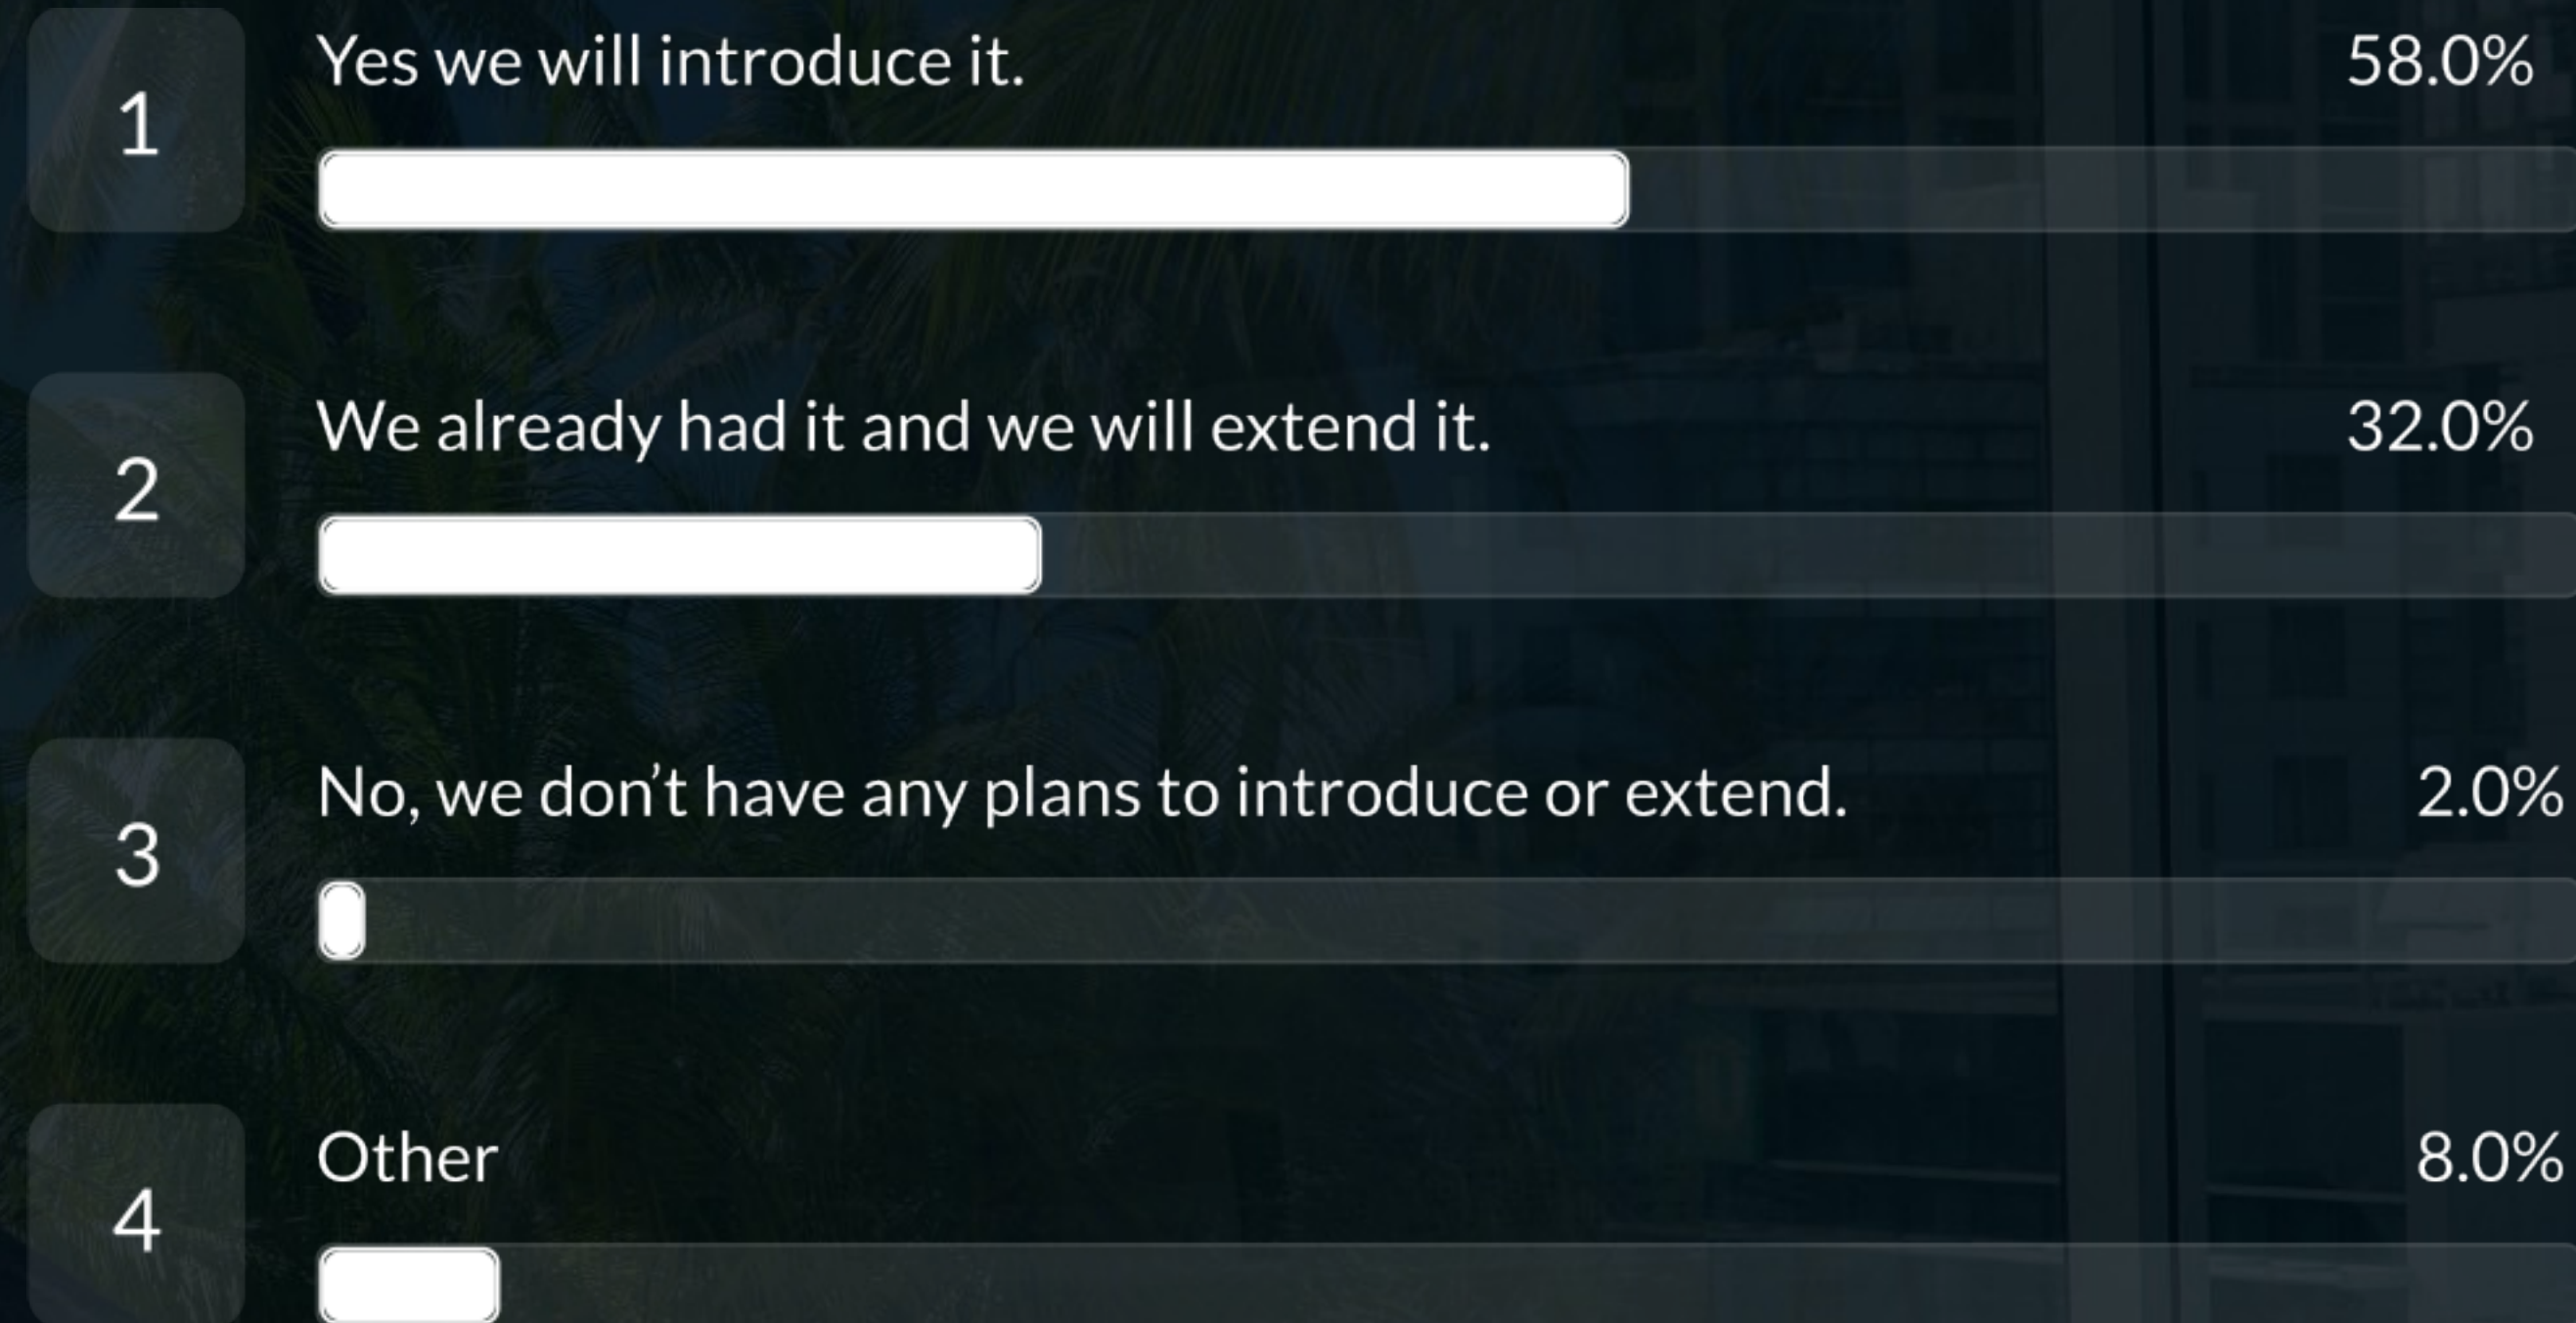 1
Yes we will introduce it.
58.0%
2
We already had it and we will extend it.
32.0%
3
No, we don’t have any plans to introduce or extend.
2.0%
4
Other
8.0%